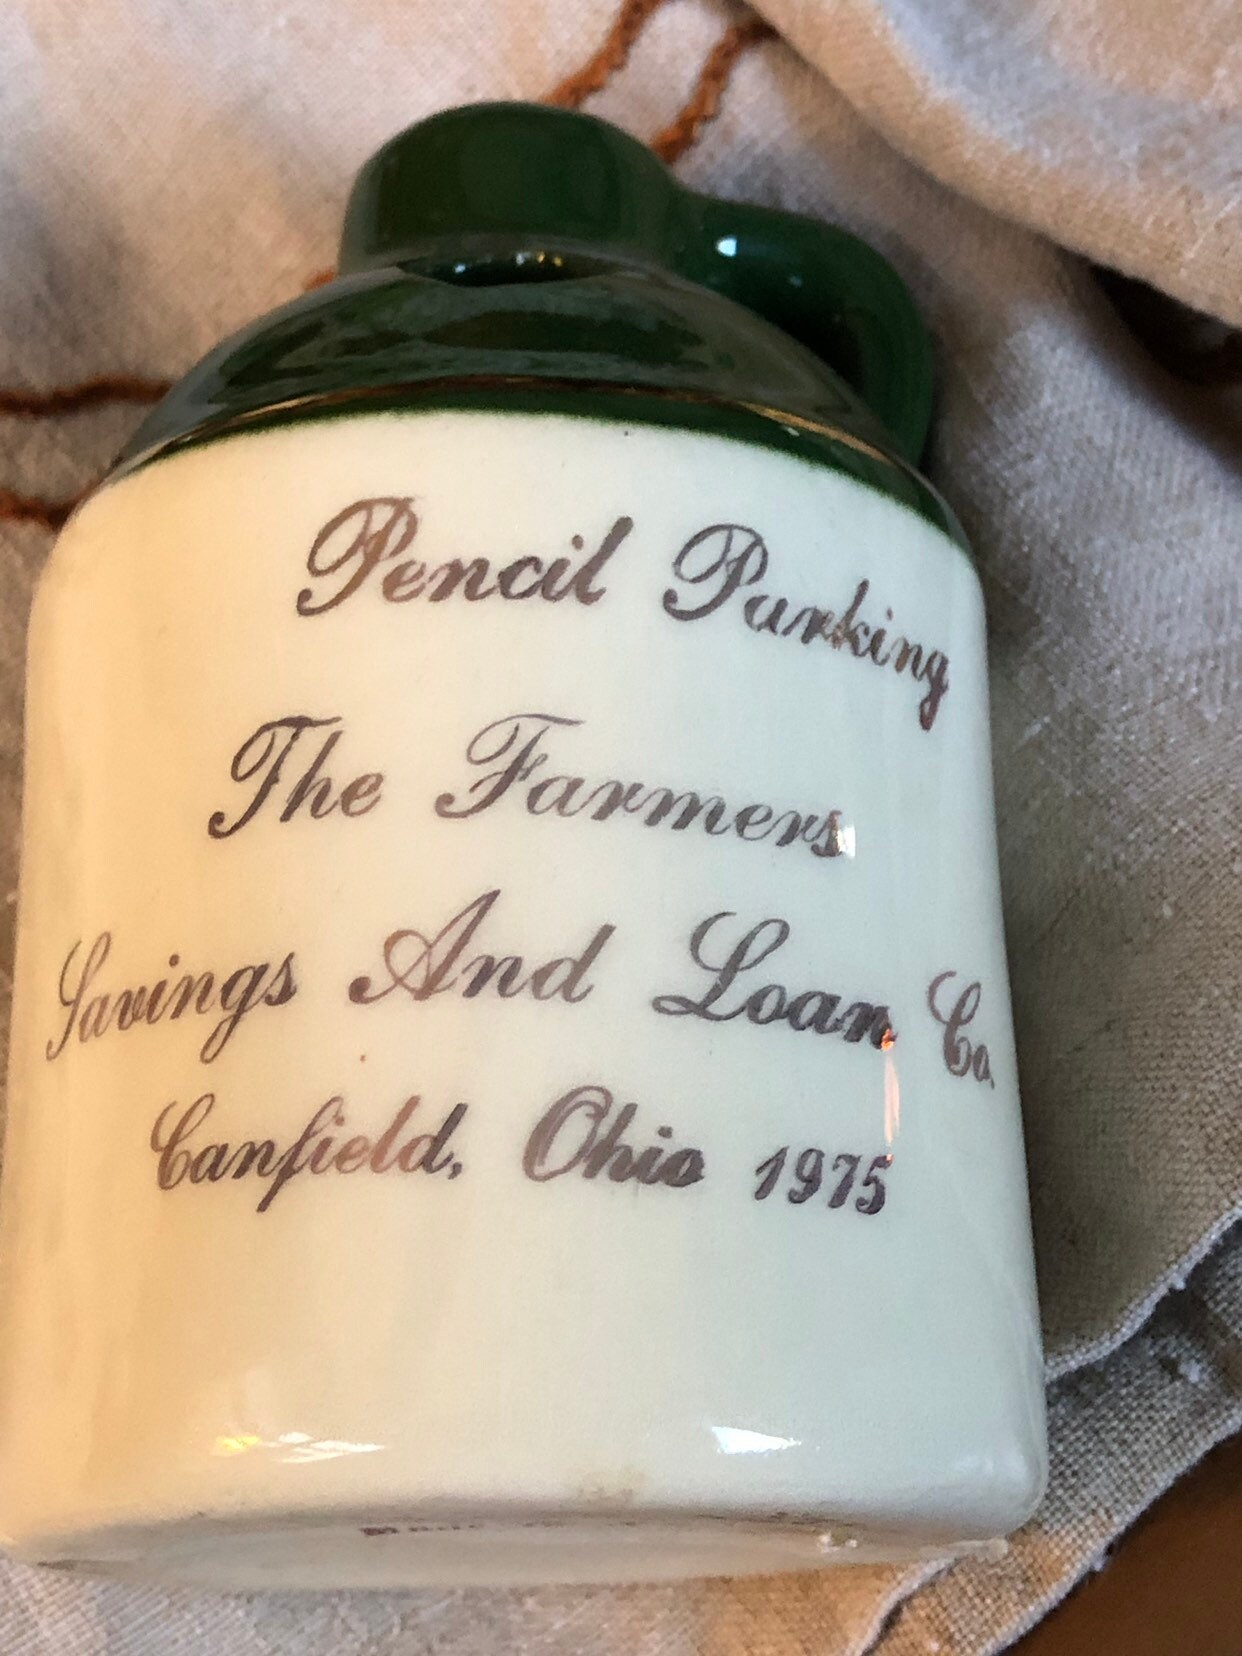 Pencil Parking
The Farmers
Savings And Loan Co.
Canfield, Ohio 1975